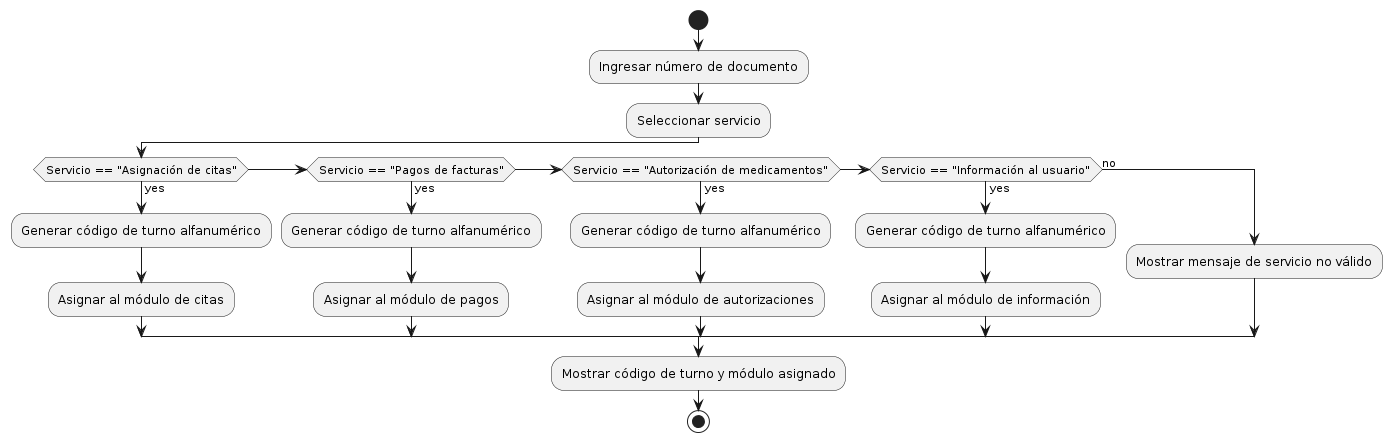 Ingresar número de documento
Seleccionar servicio
Servicio == "Asignación de citas"
yes
Generar código de turno alfanumérico
Asignar al módulo de citas
Servicio == "Pagos de facturas"
yes
Generar código de turno alfanumérico
Asignar al módulo de pagos
Servicio == "Autorización de medicamentos"
yes
Generar código de turno alfanumérico
Asignar al módulo de autorizaciones
Servicio == "Información al usuario"
yes
Generar código de turno alfanumérico
Asignar al módulo de información
no
Mostrar mensaje de servicio no válido
Mostrar código de turno y módulo asignado